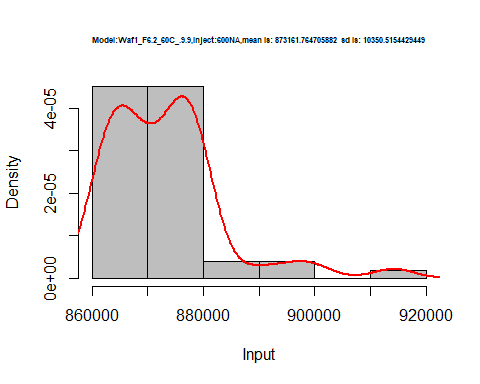 Model:Waf1_F6.2_60C_.9.9,inject:600NA,mean is: 873161.764705882  sd is: 10350.5154429449
Density
4e-05
2e-05
0e+00
860000 880000 900000 920000
Input